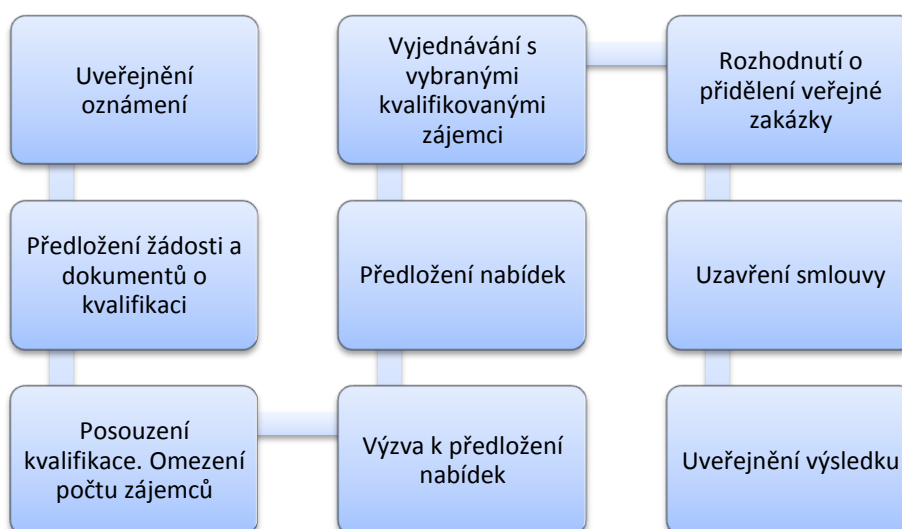 Uveřejnění
oznámení
Předložení žádosti a
dokumentů o
kvalifikaci
Posouzení
kvalifikace. Omezení
počtu zájemců
Výzva k předložení
nabídek
Předložení nabídek
Vyjednávání s
vybranými
kvalifikovanými
zájemci
Rozhodnutí o
přidělení veřejné
zakázky
Uzavření smlouvy
Uveřejnění výsledku